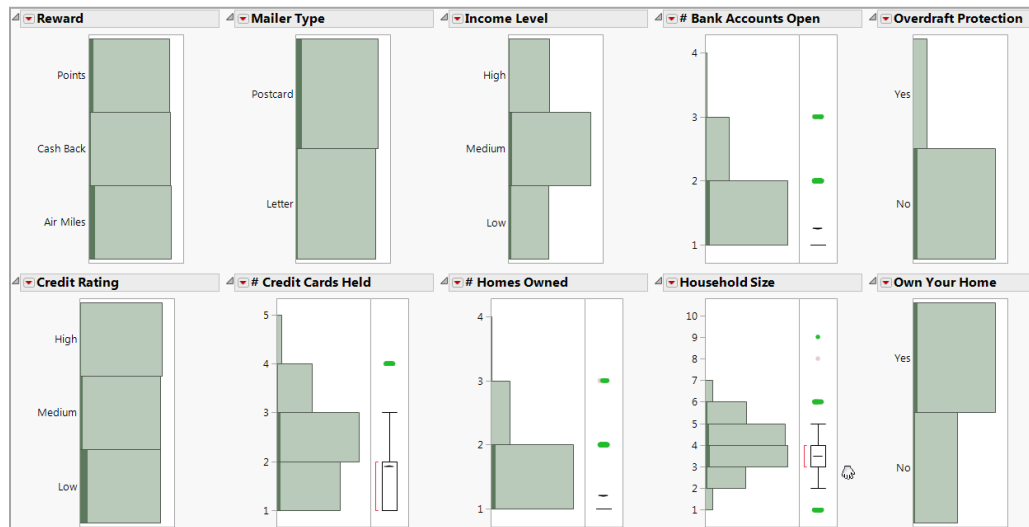 Reward
Points
Cash Back
Air Miles
Mailer Type
Postcard
Letter
Income Level
High
Medium
Low
# Bank Accounts Open
4
3
2
1
Overdraft Protection
Yes
No
Credit Rating
High
Medium
Low
# Credit Cards Held
5
4
3
2
1
# Homes Owned
4
3
2
1
Household Size
10
9
8
7
6
5
4
3
2
1
Own Your Home
Yes
No